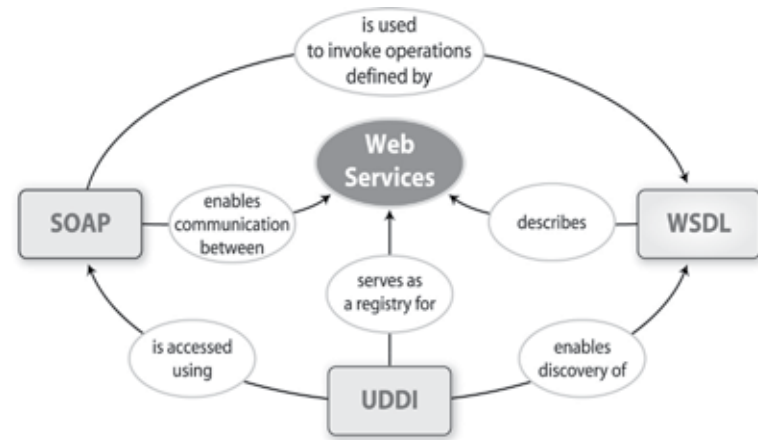 is used
to invoke operations
defined by
Web
Services
SOAP
enables
communication
between
describes
WSDL
serves as
a registry for
is accessed
using
enables
discovery of
UDDI